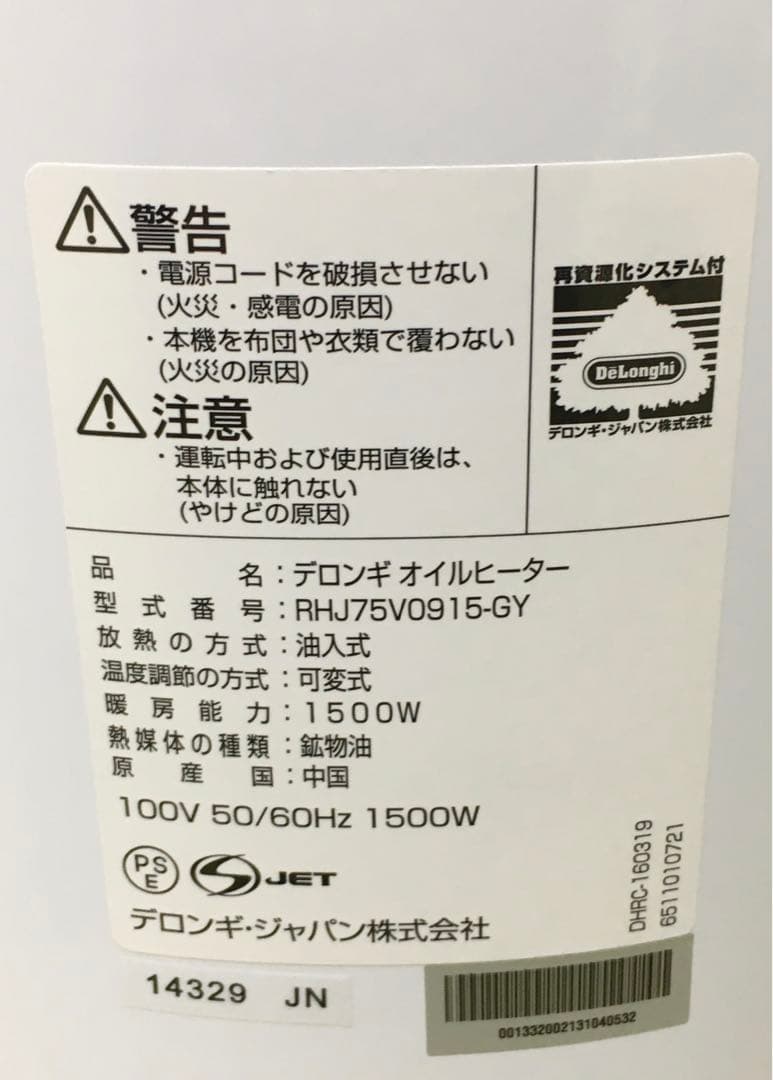 警告
・電源コードを破損させない
(火災・感電の原因)
・本機を布団や衣類で覆わない
(火災の原因)
注意
・運転中および使用直後は、
本体に触れない
(やけどの原因)
再資源化システム付
DeLonghi
デロンギ・ジャパン株式会社
品名：デロンギ オイルヒーター
型式番号：RHJ75V0915-GY
放熱の方式：油入式
温度調節の方式：可変式
暖房能力：1500W
熱媒体の種類：鉱物油
原産国：中国
100V 50/60Hz 1500W
PSE JET
デロンギ・ジャパン株式会社
DHRC-160319
6511010721
14329 JN
001332002131040532